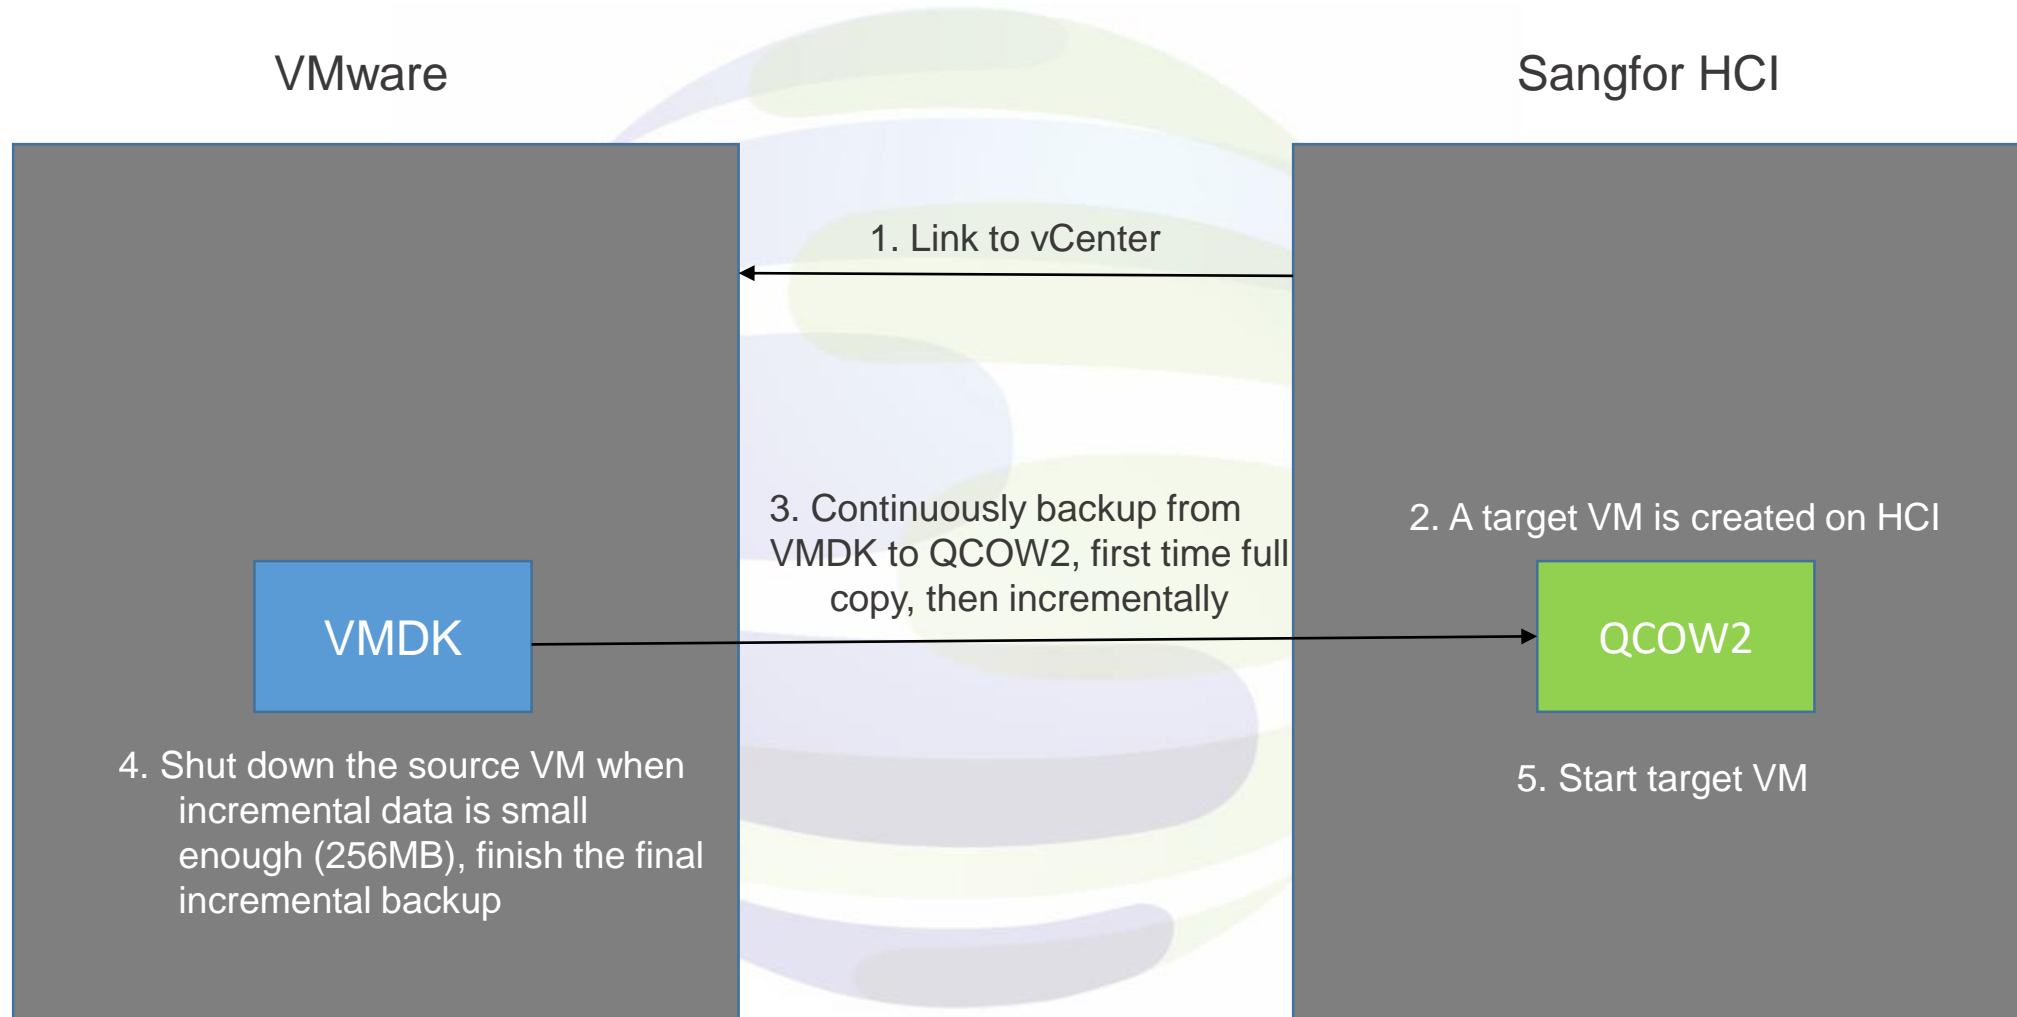 VMware
Sangfor HCI
1. Link to vCenter
3. Continuously backup from
VMDK to QCOW2, first time full
copy, then incrementally
2. A target VM is created on HCI
VMDK
QCOW2
4. Shut down the source VM when
incremental data is small
enough (256MB), finish the final
incremental backup
5. Start target VM